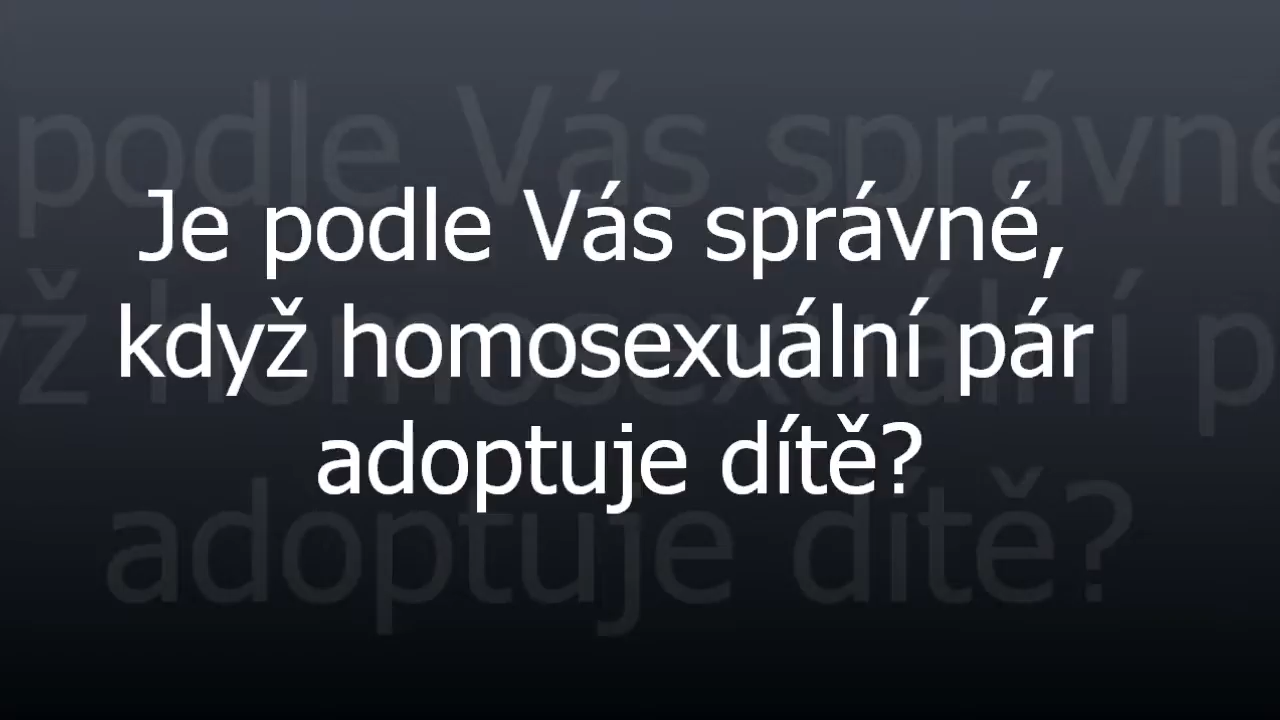 Je podle Vás správné,
když homosexuální pár
adoptuje dítě?